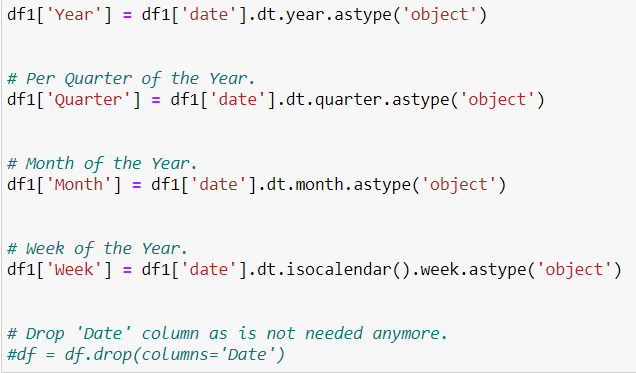 df1['Year'] = df1['date'].dt.year.astype('object')
# Per Quarter of the Year.
df1['Quarter'] = df1['date'].dt.quarter.astype('object')
# Month of the Year.
df1['Month'] = df1['date'].dt.month.astype('object')
# Week of the Year.
df1['Week'] = df1['date'].dt.isocalendar().week.astype('object')
# Drop 'Date' column as is not needed anymore.
#df = df.drop(columns='Date')